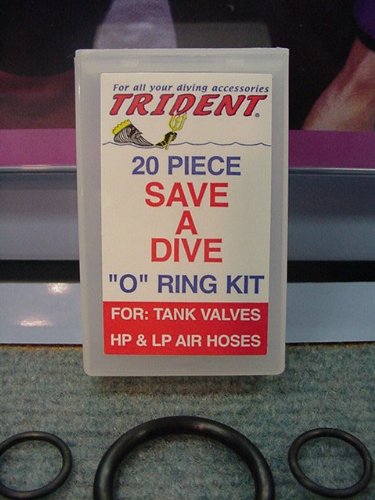 For all your diving accessories
TRIDENT®
20 PIECE
SAVE
A
DIVE
"O" RING KIT
FOR: TANK VALVES
HP & LP AIR HOSES